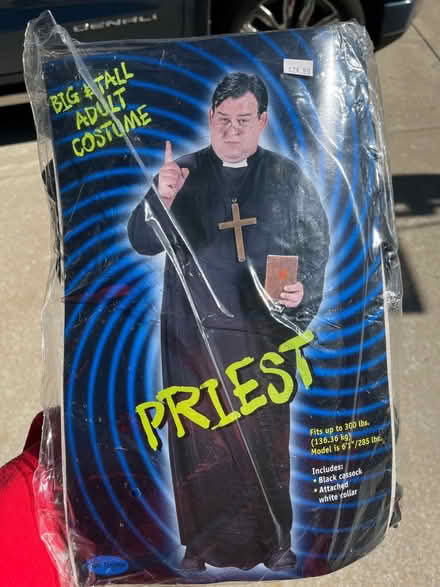 DENALI
BIG & TALL
ADULT
COSTUME
PRIEST
Fits up to 300 lbs.
(136.36 kg)
Model is 6'2"/285 lbs.
Includes:
• Black cassock
• Attached
white collar